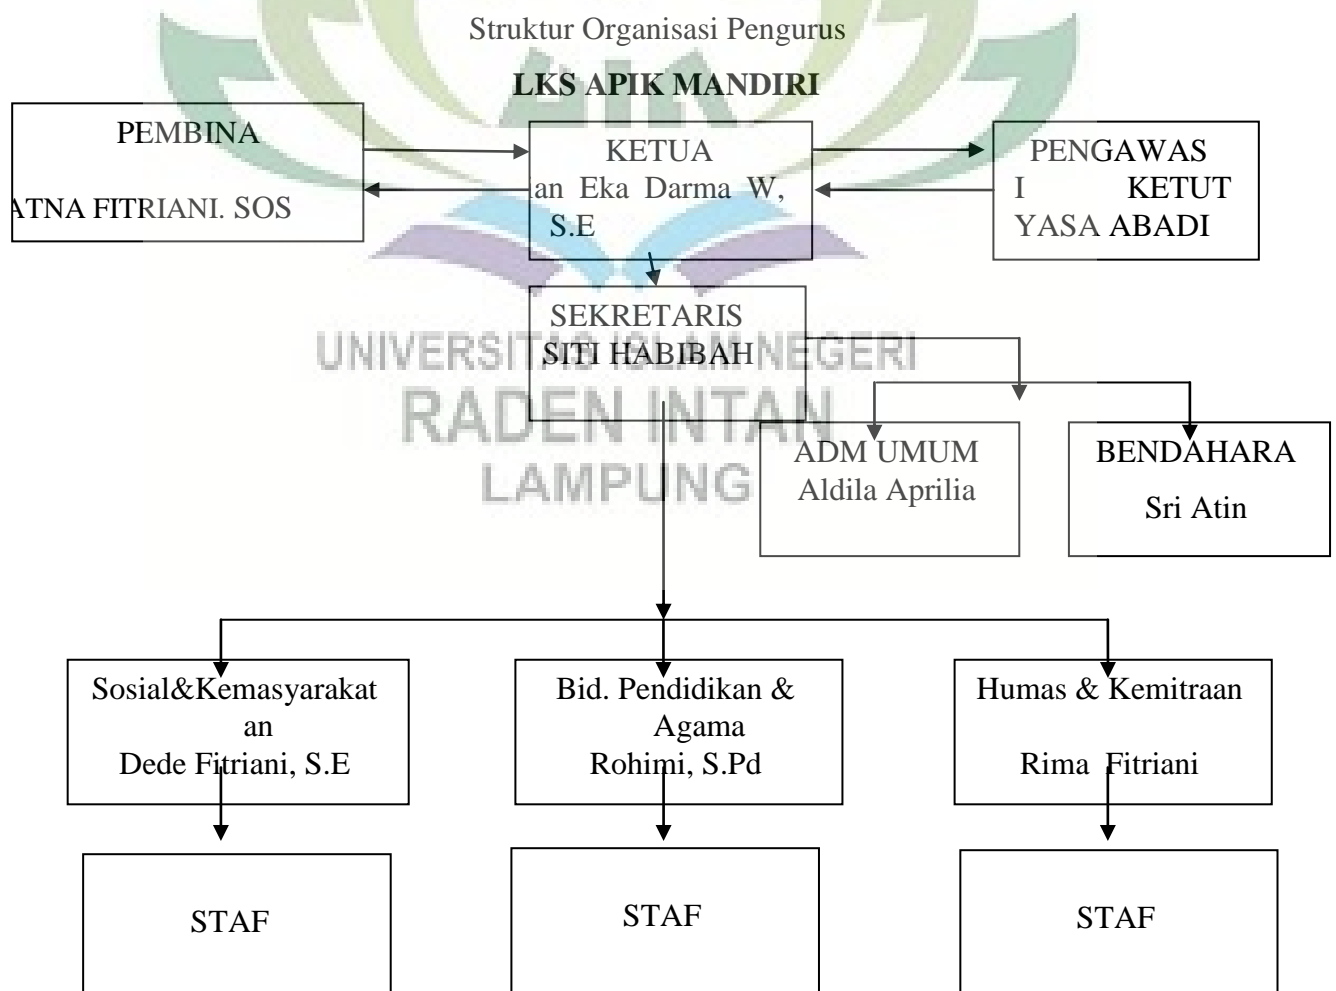 Struktur Organisasi Pengurus
LKS APIK MANDIRI
PEMBINA
ATNA FITRIANI. SOS
KETUA
an Eka Darma W,
S.E
PENGAWAS
I KETUT
YASA ABADI
SEKRETARIS
SITI HABIBAH
UNIVERSITAS ISLAM NEGERI
RADEN INTAN
LAMPUNG
ADM UMUM
Aldila Aprilia
BENDAHARA
Sri Atin
Sosial&Kemasyarakat
an
Dede Fitriani, S.E
Bid. Pendidikan &
Agama
Rohimi, S.Pd
Humas & Kemitraan
Rima Fitriani
STAF
STAF
STAF